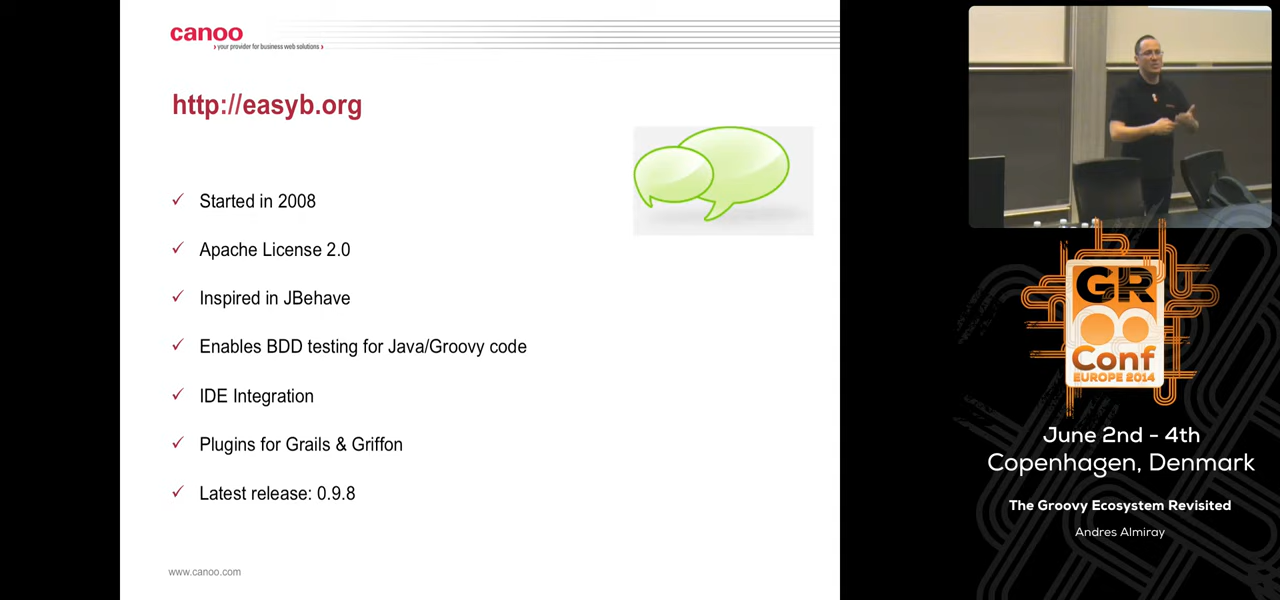 canoo
› your provider for business web solutions ›
http://easyb.org
✓ Started in 2008
✓ Apache License 2.0
✓ Inspired in JBehave
✓ Enables BDD testing for Java/Groovy code
✓ IDE Integration
✓ Plugins for Grails & Griffon
✓ Latest release: 0.9.8
www.canoo.com
GR
Conf
EUROPE 2014
June 2nd - 4th
Copenhagen, Denmark
The Groovy Ecosystem Revisited
Andres Almiray